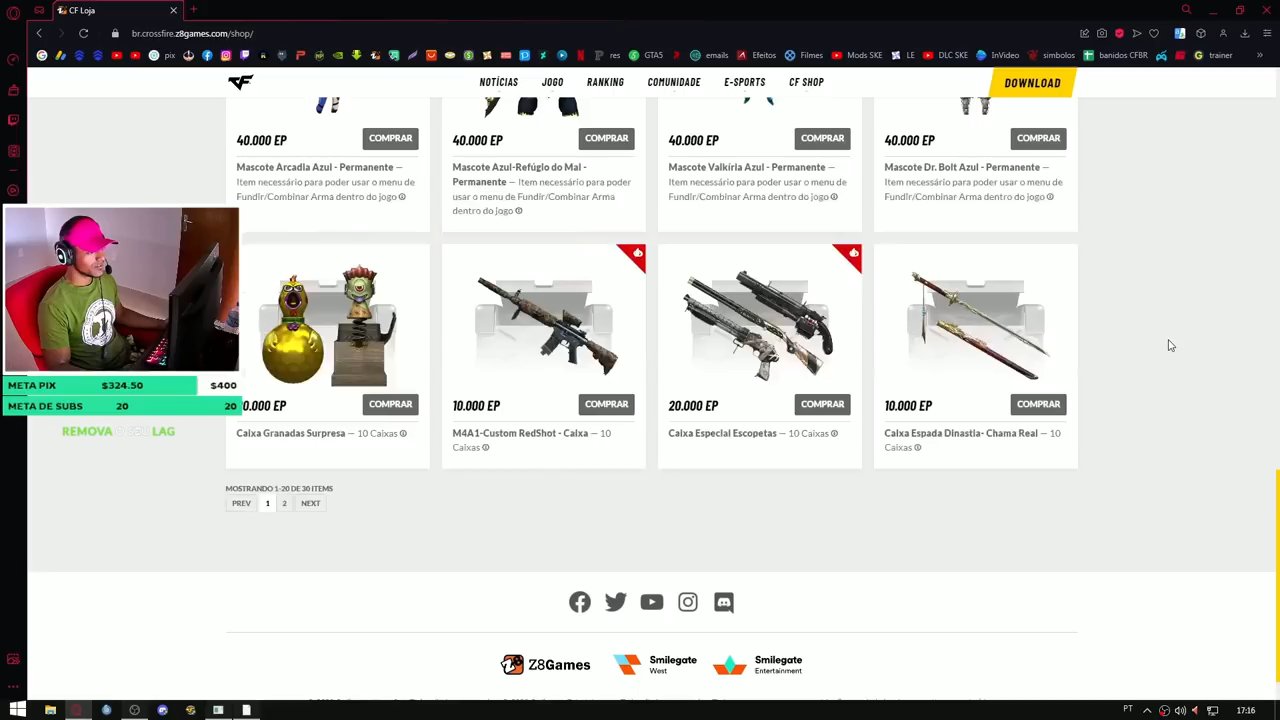 CF Loja
br.crossfire.z8games.com/shop/
pix
res
GTA5
emails
Efeitos
Filmes
Mods SKE
LE
DLC SKE
InVideo
simbolos
banidos CFBR
trainer
CF
NOTÍCIAS
JOGO
RANKING
COMUNIDADE
E-SPORTS
CF SHOP
DOWNLOAD
40.000 EP
COMPRAR
40.000 EP
COMPRAR
40.000 EP
COMPRAR
40.000 EP
COMPRAR
Mascote Arcadia Azul - Permanente —
Item necessário para poder usar o menu de
Fundir/Combinar Arma dentro do jogo
Mascote Azul-Refúgio do Mal -
Permanente — Item necessário para poder
usar o menu de Fundir/Combinar Arma
dentro do jogo
Mascote Valkíria Azul - Permanente —
Item necessário para poder usar o menu de
Fundir/Combinar Arma dentro do jogo
Mascote Dr. Bolt Azul - Permanente —
Item necessário para poder usar o menu de
Fundir/Combinar Arma dentro do jogo
META PIX
$324.50
$400
META DE SUBS
20
20
REMOVA O SEU LAG
0.000 EP
COMPRAR
10.000 EP
COMPRAR
20.000 EP
COMPRAR
10.000 EP
COMPRAR
Caixa Granadas Surpresa — 10 Caixas
M4A1-Custom RedShot - Caixa — 10
Caixas
Caixa Especial Escopetas — 10 Caixas
Caixa Espada Dinastia- Chama Real — 10
Caixas
MOSTRANDO 1-20 DE 30 ITEMS
PREV
1
2
NEXT
Z8Games
Smilegate
West
Smilegate
Entertainment
PT
17:16